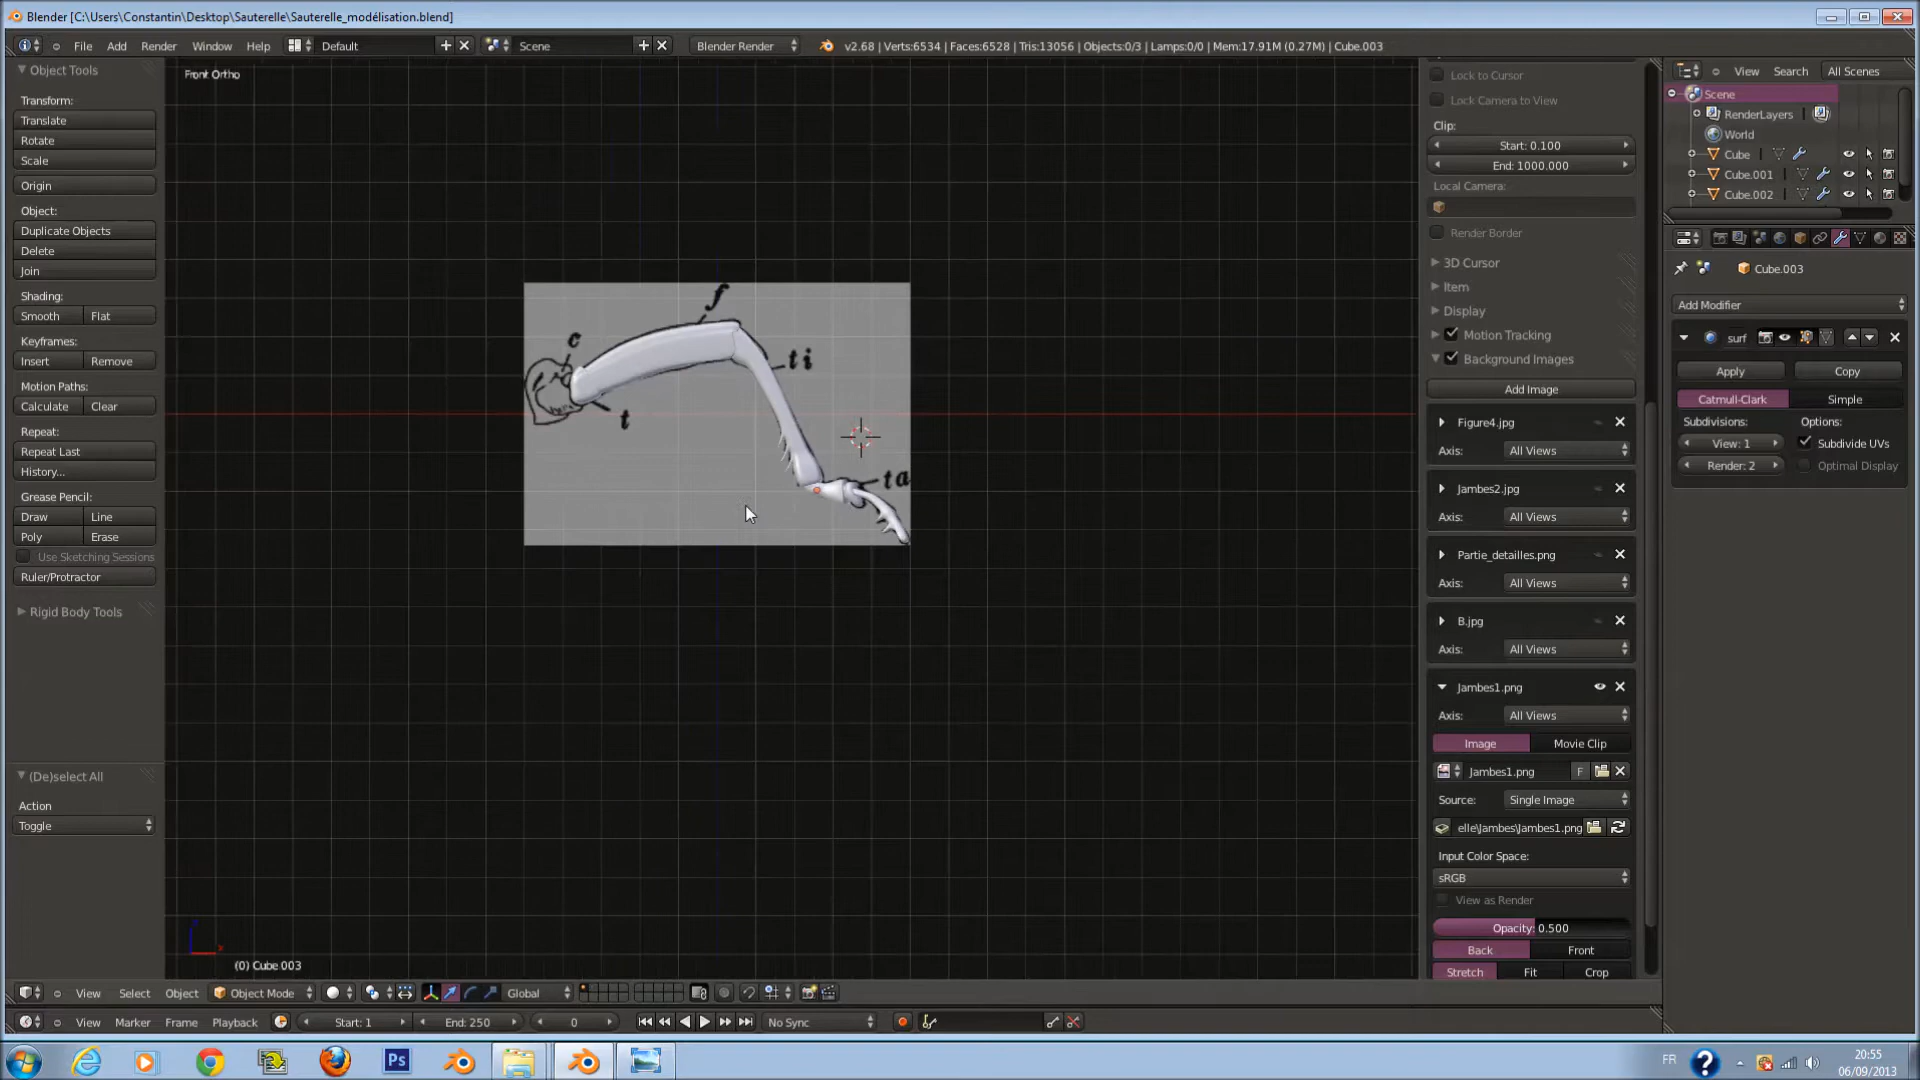 Blender [C:\Users\Constantin\Desktop\Sauterelle\Sauterelle_modélisation.blend]
File Add Render Window Help Default Scene Blender Render v2.68 | Verts:6534 | Faces:6528 | Tris:13056 | Objects:0/3 | Lamps:0/0 | Mem:17.91M (0.27M) | Cube.003
Object Tools
Transform:
Translate
Rotate
Scale
Origin
Object:
Duplicate Objects
Delete
Join
Shading:
Smooth Flat
Keyframes:
Insert Remove
Motion Paths:
Calculate Clear
Repeat:
Repeat Last
History...
Grease Pencil:
Draw Line
Poly Erase
Use Sketching Sessions
Ruler/Protractor
Rigid Body Tools
(De)select All
Action
Toggle
Front Ortho
f
c
ti
t
ta
(0) Cube.003
Lock to Cursor
Lock Camera to View
Clip:
Start: 0.100
End: 1000.000
Local Camera:
Render Border
3D Cursor
Item
Display
Motion Tracking
Background Images
Add Image
Figure4.jpg
Axis: All Views
Jambes2.jpg
Axis: All Views
Partie_detailles.png
Axis: All Views
B.jpg
Axis: All Views
Jambes1.png
Axis: All Views
Image Movie Clip
Jambes1.png F
Source: Single Image
elle\Jambes\Jambes1.png
Input Color Space:
sRGB
View as Render
Opacity: 0.500
Back Front
Stretch Fit Crop
View Search All Scenes
Scene
RenderLayers
World
Cube
Cube.001
Cube.002
Cube.003
Add Modifier
surf
Apply Copy
Catmull-Clark Simple
Subdivisions: Options:
View: 1 Subdivide UVs
Render: 2 Optimal Display
View Select Object Object Mode Global
View Marker Frame Playback Start: 1 End: 250 0 No Sync
Ps
FR
20:55
06/09/2013